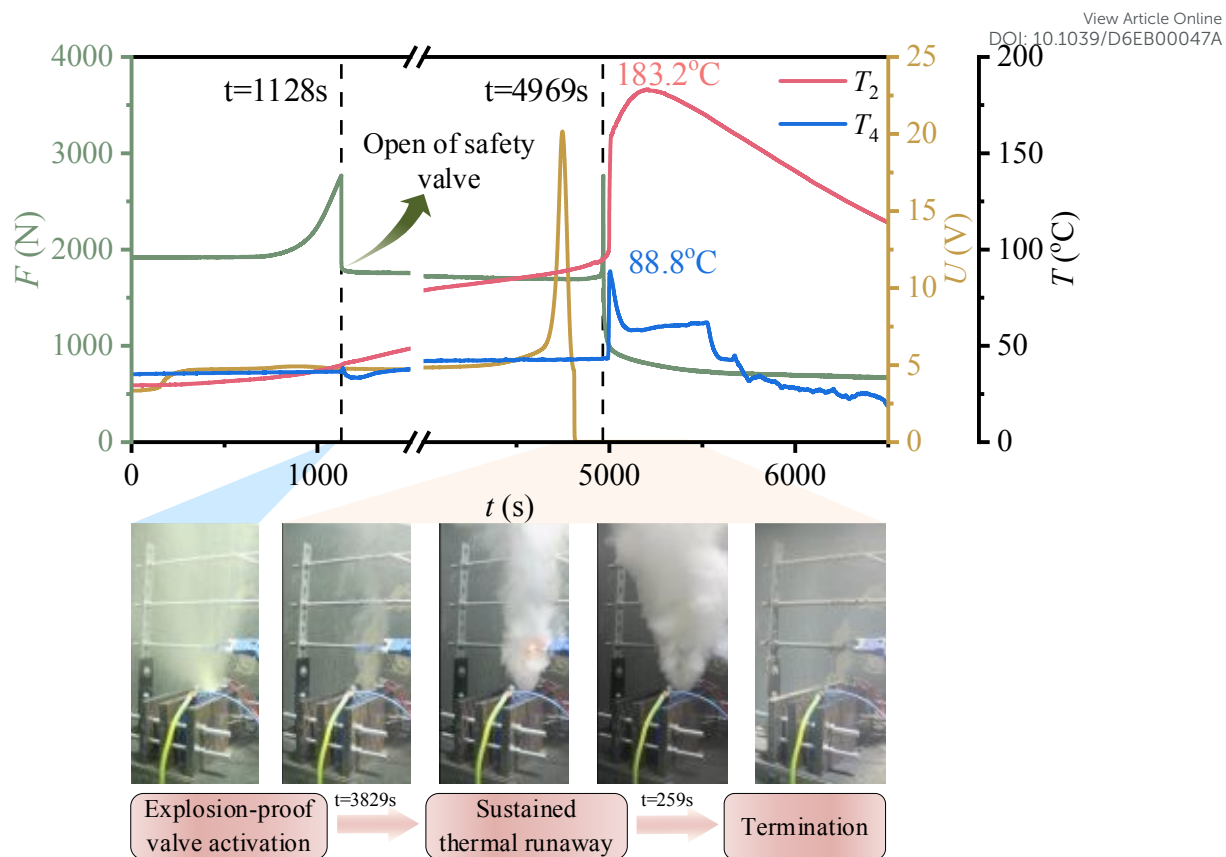 View Article Online
DOI: 10.1039/D6EB00047A
4000
3000
2000
1000
0
F (N)
t=1128s
Open of safety
valve
t=4969s
183.2°C
88.8°C
T2
T4
25
20
15
10
5
0
U (V)
200
150
100
50
0
T (°C)
0
1000
5000
6000
t (s)
Explosion-proof
valve activation
t=3829s
Sustained
thermal runaway
t=259s
Termination